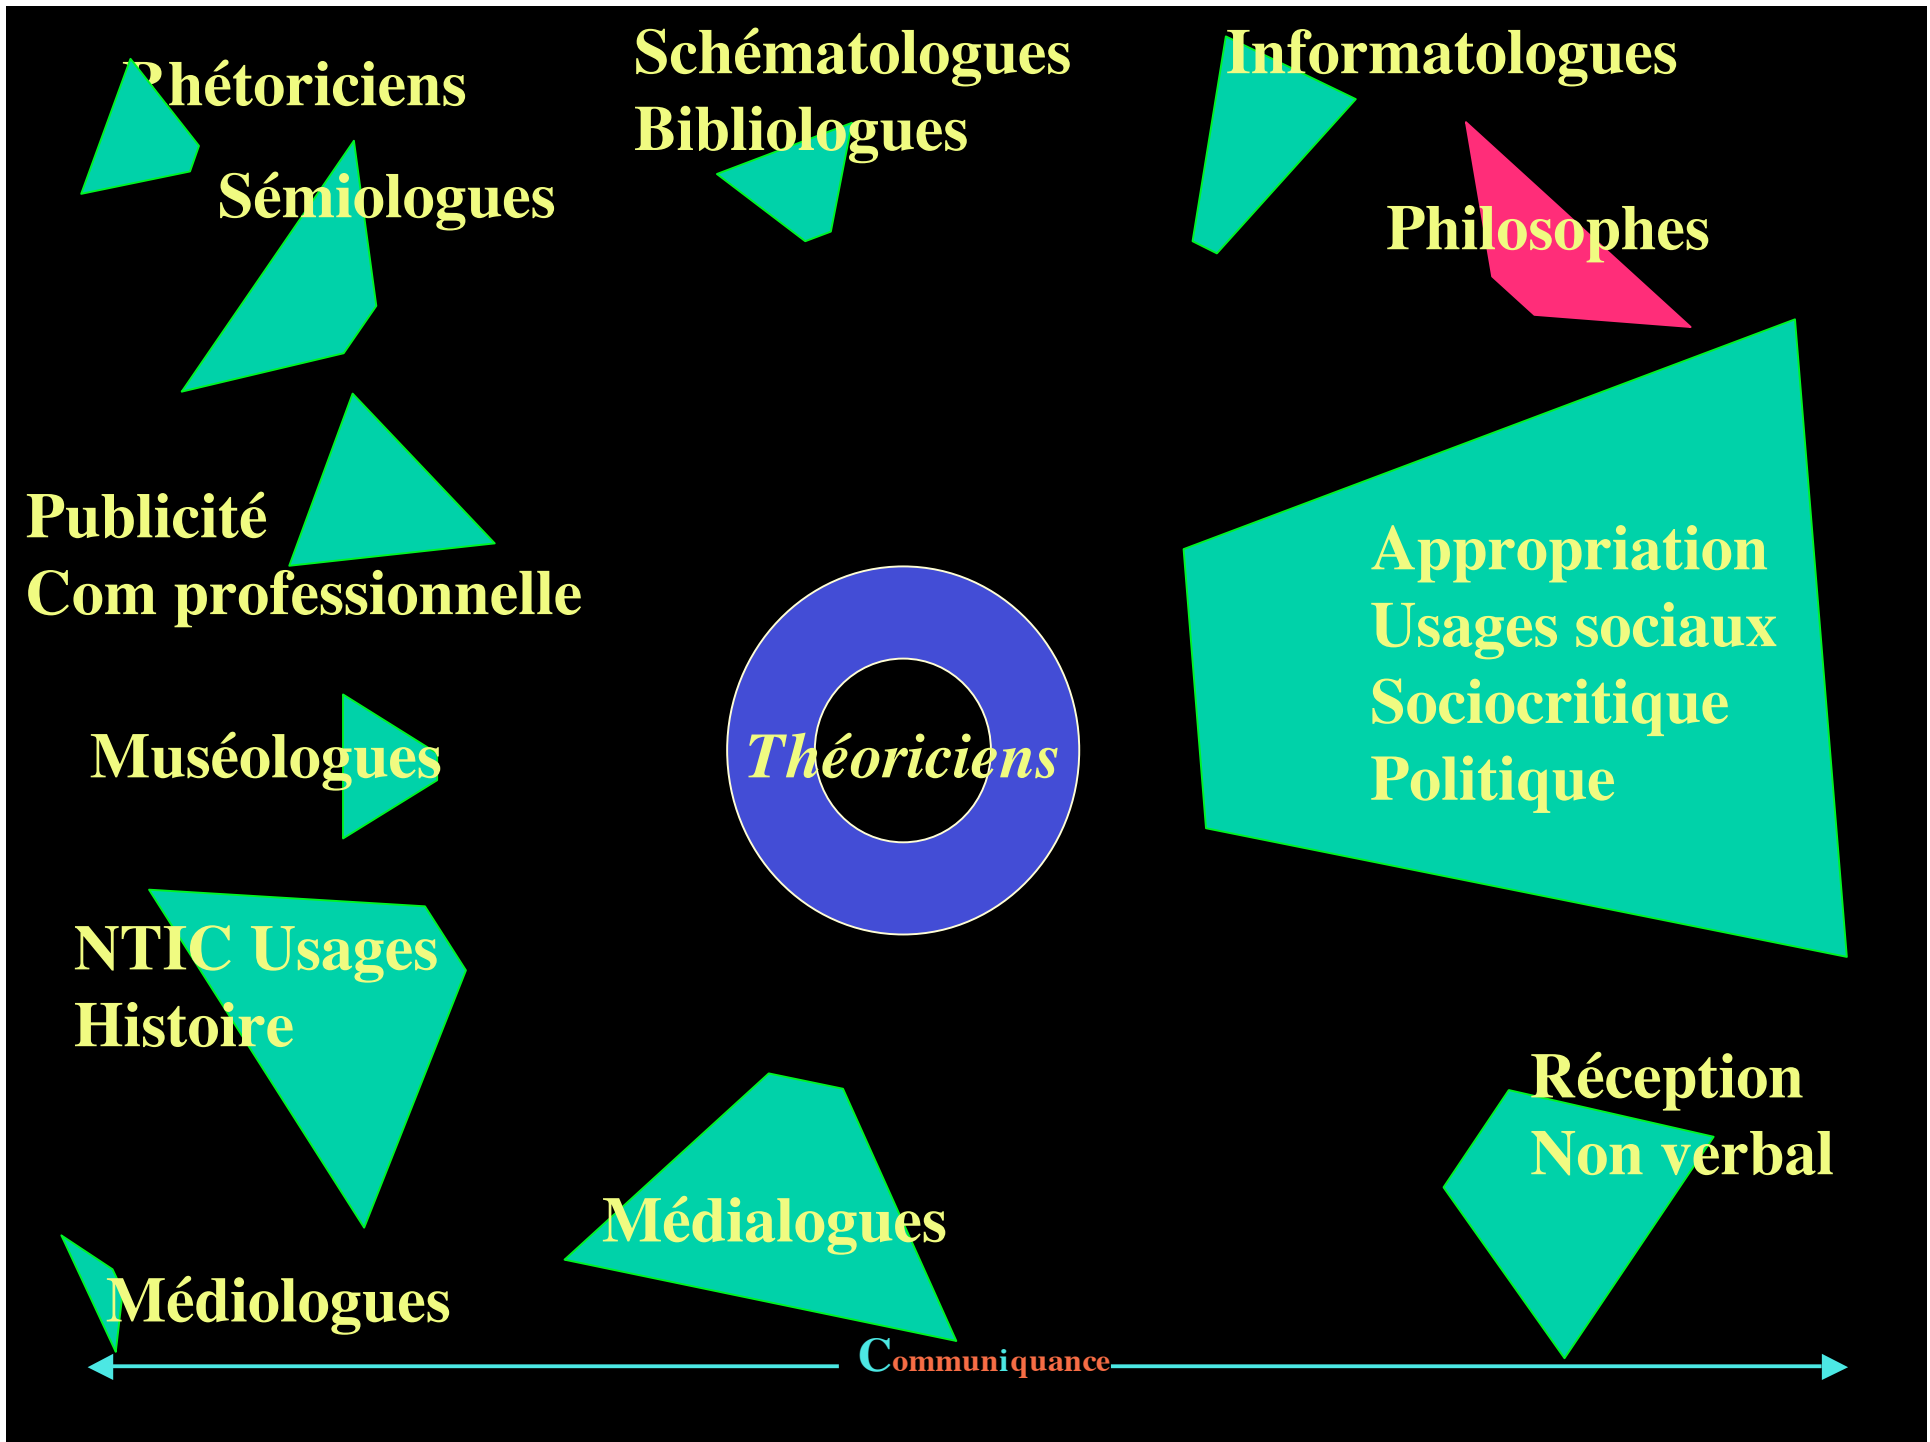 Rhétoriciens
Sémiologues
Schématologues
Bibliologues
Informatologues
Philosophes
Publicité
Com professionnelle
Appropriation
Usages sociaux
Sociocritique
Politique
Muséologues
Théoriciens
NTIC Usages
Histoire
Réception
Non verbal
Médialogues
Médiologues
Communiquance